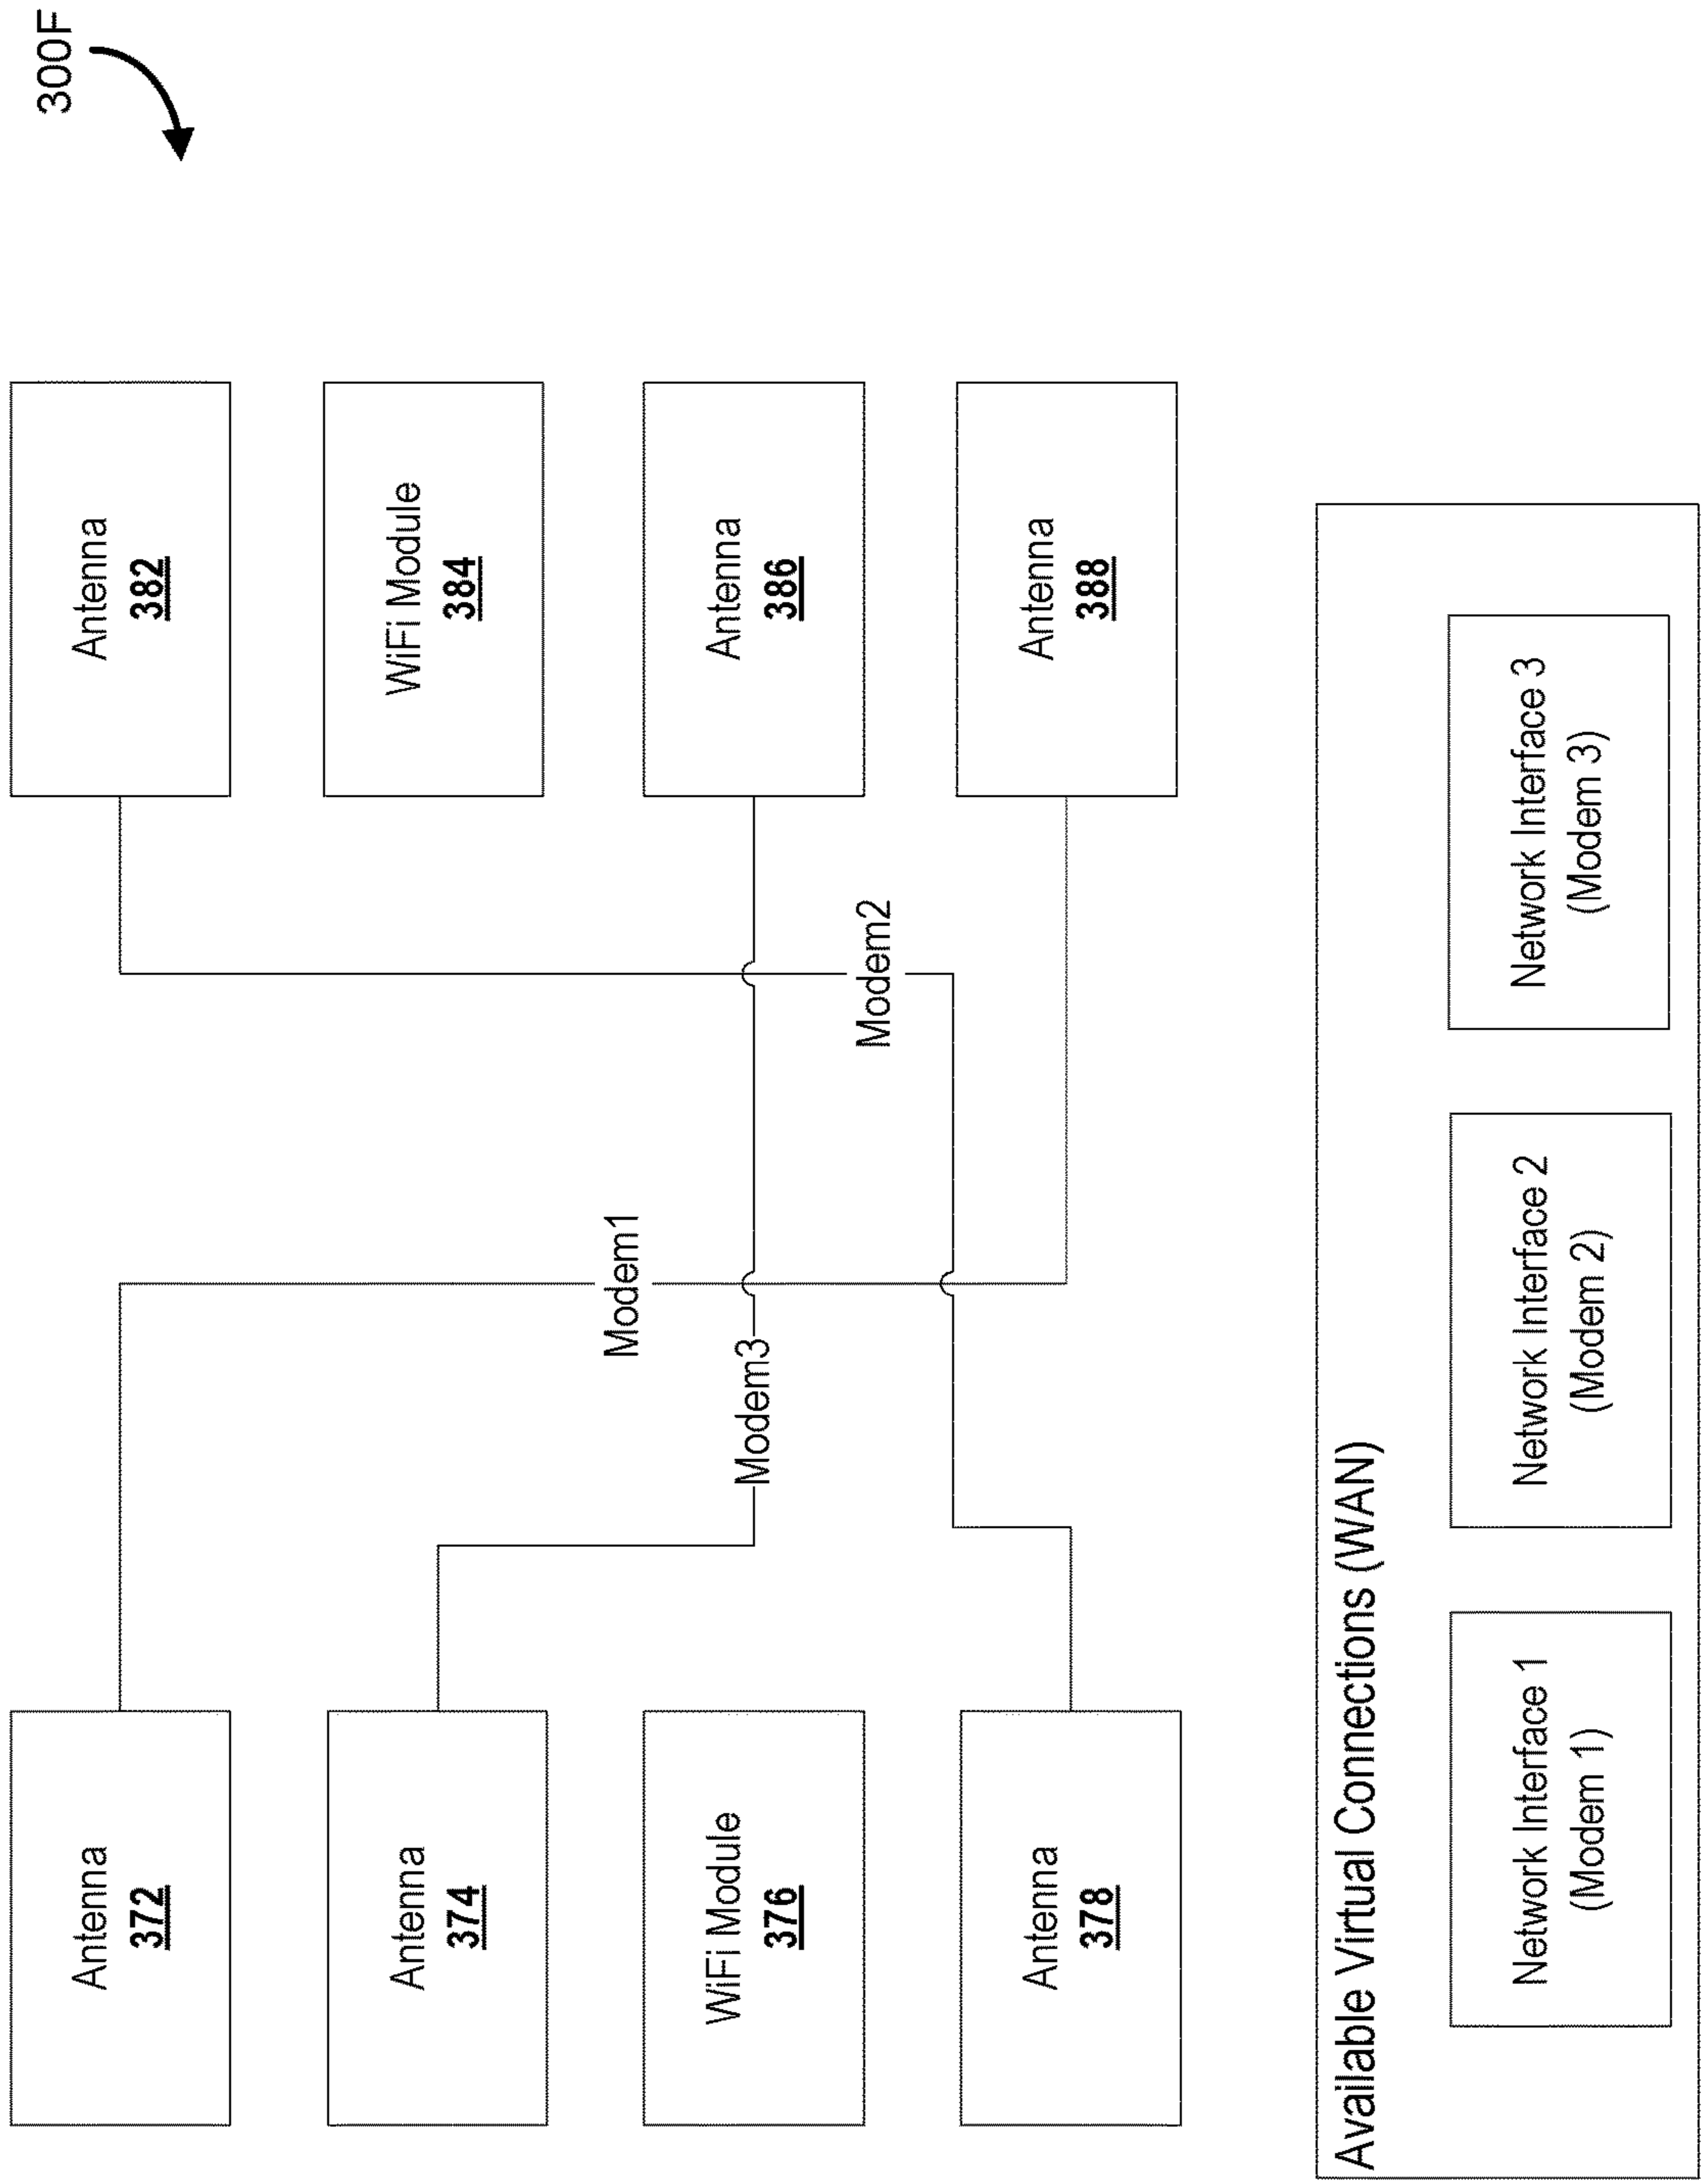 300F
Antenna
372
Antenna
382
Antenna
374
WiFi Module
384
WiFi Module
376
Antenna
386
Antenna
378
Antenna
388
Modem1
Modem3
Modem2
Available Virtual Connections (WAN)
Network Interface 1
(Modem 1)
Network Interface 2
(Modem 2)
Network Interface 3
(Modem 3)